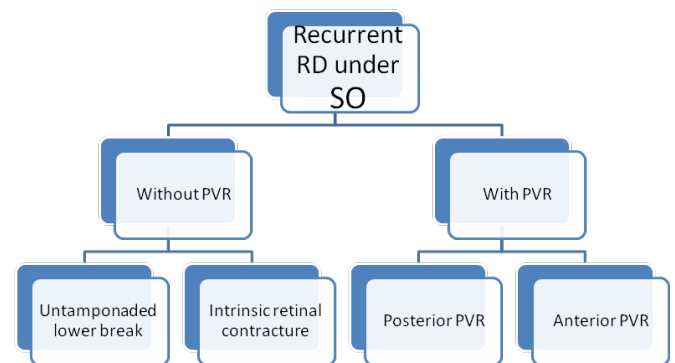 Recurrent
RD under
SO
Without PVR
With PVR
Untamponaded
lower break
Intrinsic retinal
contracture
Posterior PVR
Anterior PVR